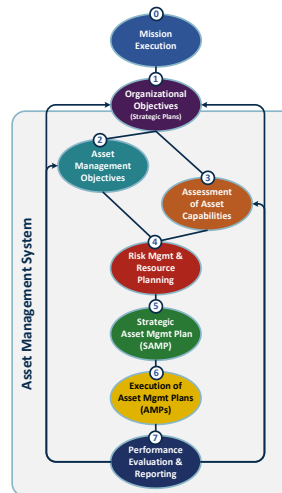 0
Mission
Execution
1
Organizational
Objectives
(Strategic Plans)
2
Asset
Management
Objectives
3
Assessment
of Asset
Capabilities
4
Risk Mgmt &
Resource
Planning
5
Strategic
Asset Mgmt Plan
(SAMP)
6
Execution of
Asset Mgmt Plans
(AMPs)
7
Performance
Evaluation &
Reporting
Asset Management System